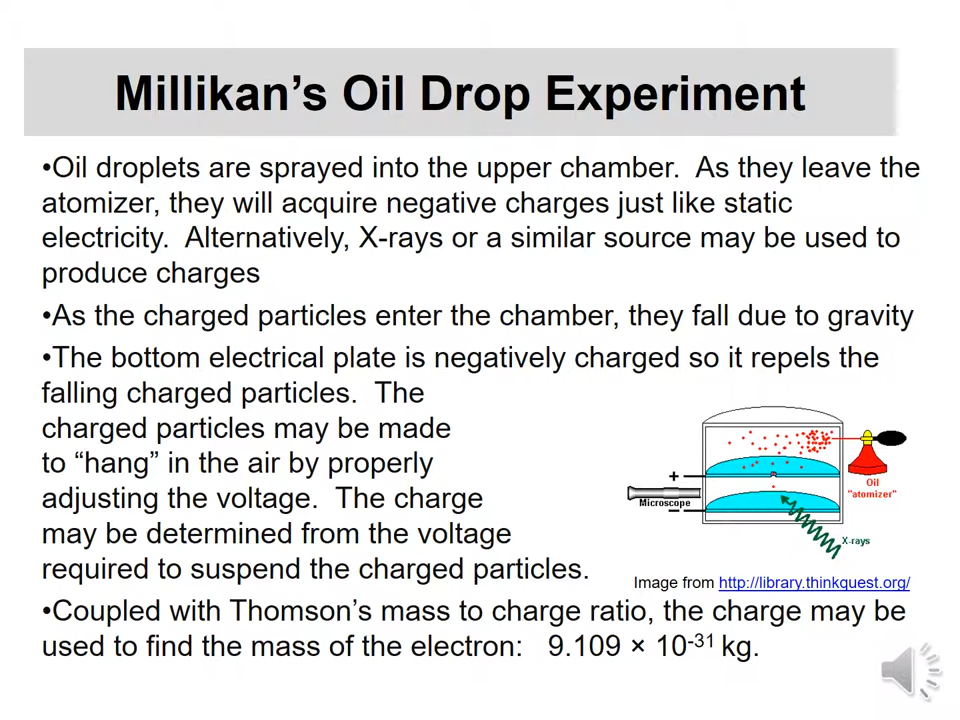 Millikan’s Oil Drop Experiment
•Oil droplets are sprayed into the upper chamber.  As they leave the
atomizer, they will acquire negative charges just like static
electricity.  Alternatively, X-rays or a similar source may be used to
produce charges
•As the charged particles enter the chamber, they fall due to gravity
•The bottom electrical plate is negatively charged so it repels the
falling charged particles.  The
charged particles may be made
to “hang” in the air by properly
adjusting the voltage.  The charge
may be determined from the voltage
required to suspend the charged particles.
+
Microscope
−
Oil
"atomizer"
X-rays
Image from http://library.thinkquest.org/
•Coupled with Thomson’s mass to charge ratio, the charge may be
used to find the mass of the electron:   9.109 × 10⁻³¹ kg.